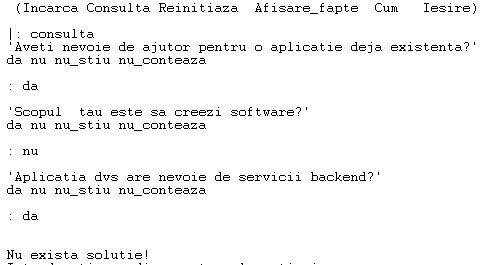 (Incarca Consulta Reinitiaza Afisare_fapte Cum Iesire)
|: consulta
'Aveti nevoie de ajutor pentru o aplicatie deja existenta?'
da nu nu_stiu nu_conteaza
: da
'Scopul tau este sa creezi software?'
da nu nu_stiu nu_conteaza
: nu
'Aplicatia dvs are nevoie de servicii backend?'
da nu nu_stiu nu_conteaza
: da
Nu exista solutie!